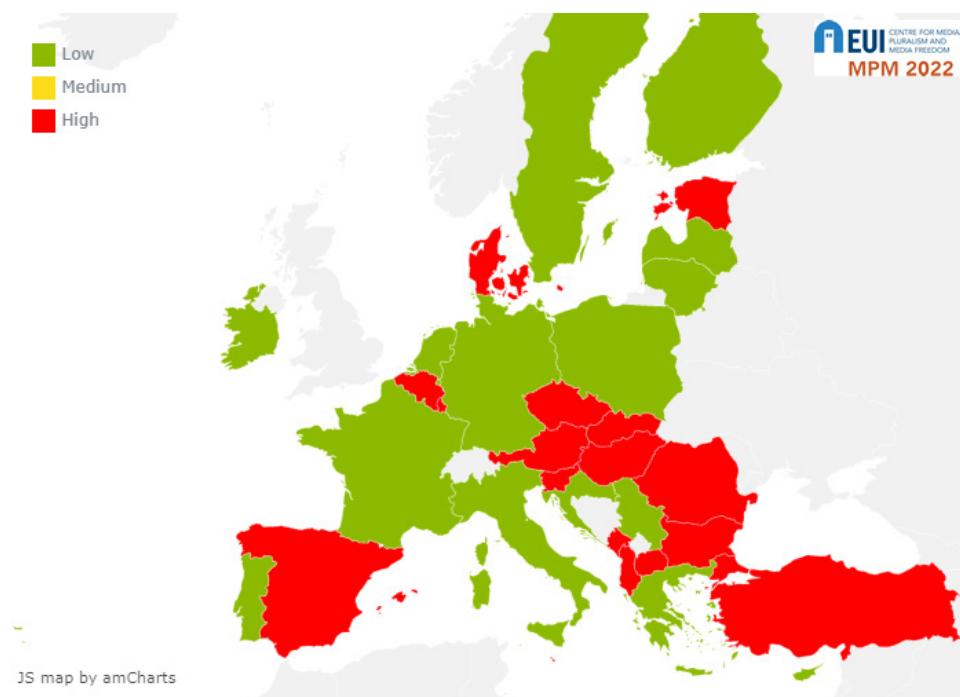 Low
Medium
High
EUI
CENTRE FOR MEDIA
PLURALISM AND
MEDIA FREEDOM
MPM 2022
JS map by amCharts